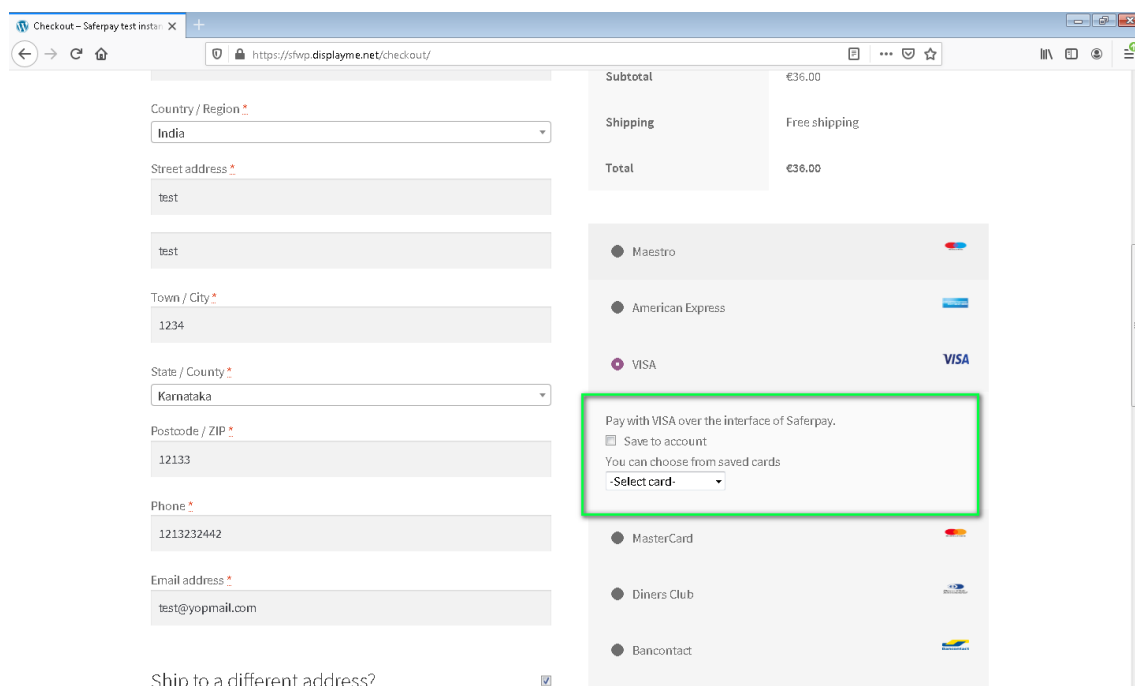 Checkout – Saferpay test instan
https://sfwp.displayme.net/checkout/
Country / Region *
India
Street address *
test
test
Town / City *
1234
State / County *
Karnataka
Postcode / ZIP *
12133
Phone *
1213232442
Email address *
test@yopmail.com
Ship to a different address?
Subtotal €36.00
Shipping Free shipping
Total €36.00
Maestro
American Express
VISA VISA
Pay with VISA over the interface of Saferpay.
Save to account
You can choose from saved cards
-Select card-
MasterCard
Diners Club
Bancontact Bancontact